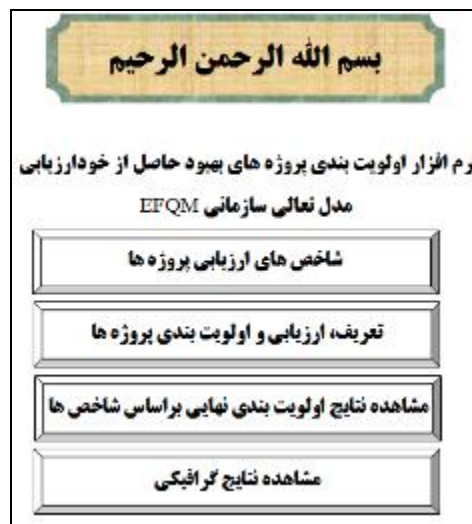 بسم الله الرحمن الرحیم
رم افزار اولویت بندی پروژه های بهبود حاصل از خودارزیابی
مدل تعالی سازمانی EFQM
شاخص های ارزیابی پروژه ها
تعریف، ارزیابی و اولویت بندی پروژه ها
مشاهده نتایج اولویت بندی نهایی براساس شاخص ها
مشاهده نتایج گرافیکی